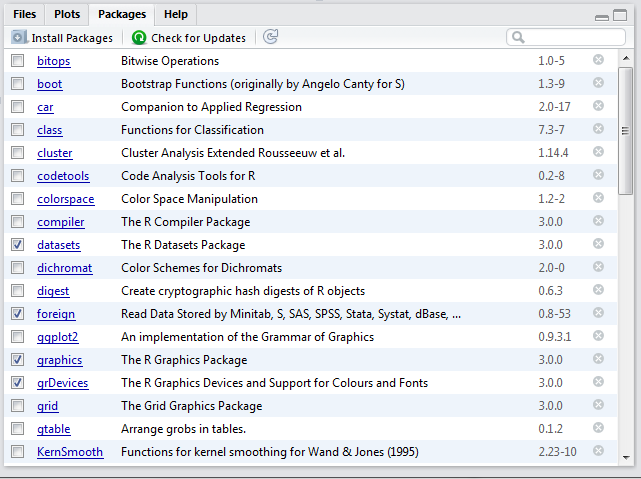 Files Plots Packages Help
Install Packages Check for Updates
bitops Bitwise Operations 1.0-5
boot Bootstrap Functions (originally by Angelo Canty for S) 1.3-9
car Companion to Applied Regression 2.0-17
class Functions for Classification 7.3-7
cluster Cluster Analysis Extended Rousseeuw et al. 1.14.4
codetools Code Analysis Tools for R 0.2-8
colorspace Color Space Manipulation 1.2-2
compiler The R Compiler Package 3.0.0
datasets The R Datasets Package 3.0.0
dichromat Color Schemes for Dichromats 2.0-0
digest Create cryptographic hash digests of R objects 0.6.3
foreign Read Data Stored by Minitab, S, SAS, SPSS, Stata, Systat, dBase, ... 0.8-53
ggplot2 An implementation of the Grammar of Graphics 0.9.3.1
graphics The R Graphics Package 3.0.0
grDevices The R Graphics Devices and Support for Colours and Fonts 3.0.0
grid The Grid Graphics Package 3.0.0
gtable Arrange grobs in tables. 0.1.2
KernSmooth Functions for kernel smoothing for Wand & Jones (1995) 2.23-10